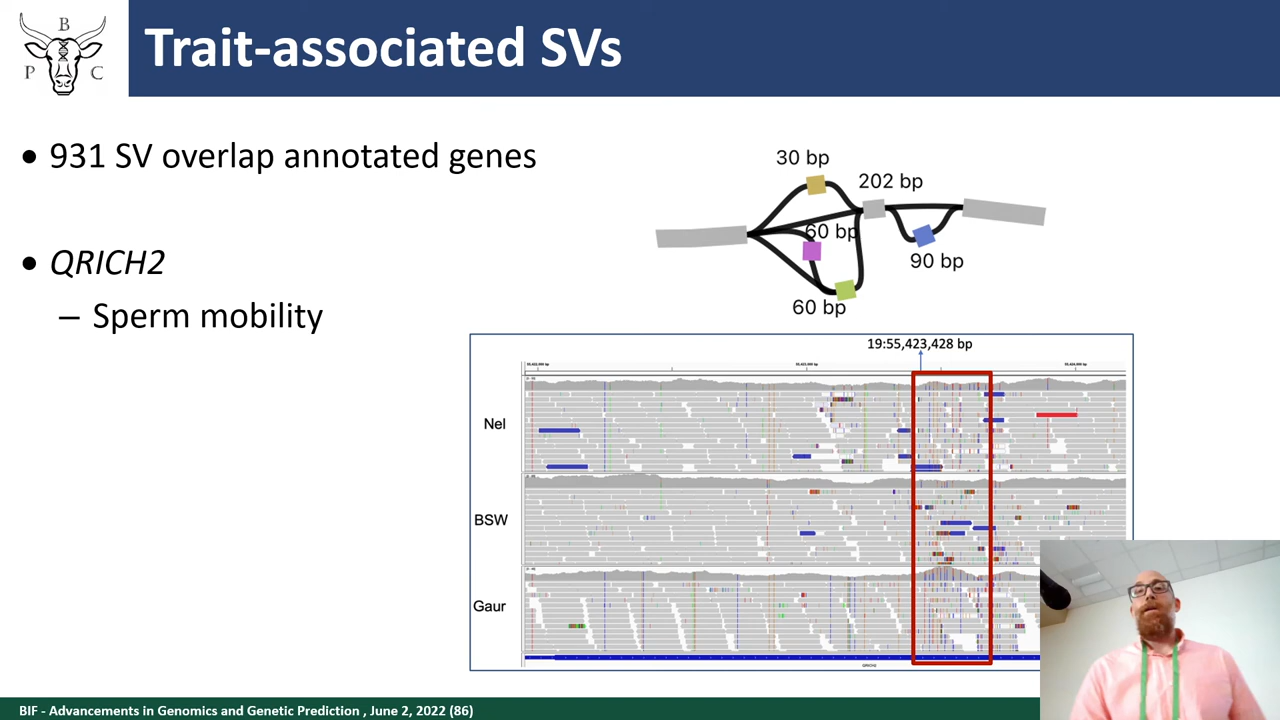 B
P C
Trait-associated SVs
• 931 SV overlap annotated genes
• QRICH2
– Sperm mobility
30 bp
202 bp
60 bp
90 bp
60 bp
19:55,423,428 bp
Nel
BSW
Gaur
QRICH2
BIF - Advancements in Genomics and Genetic Prediction , June 2, 2022 (86)